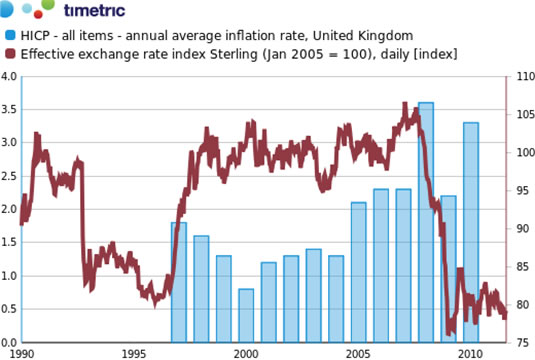 timetric
HICP - all items - annual average inflation rate, United Kingdom
Effective exchange rate index Sterling (Jan 2005 = 100), daily [index]
4.0 110
3.5 105
3.0 100
2.5 95
2.0 90
1.5
1.0 85
0.5 80
0.0 75
1990 1995 2000 2005 2010